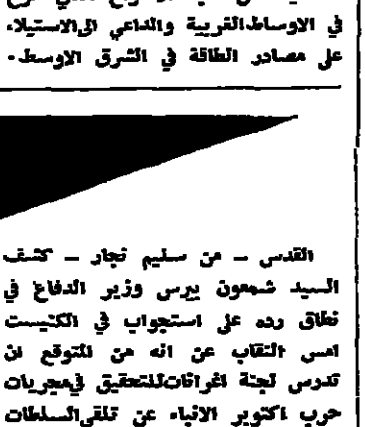 في الاوساط الغربية والداعي الى الاستيلاء
على مصادر الطاقة في الشرق الاوسط.
القدس – من سليم نجار – كشف
السيد شمعون بيرس وزير الدفاع في
نطاق رده على استجواب في الكنيست
امس النقاب عن انه من المتوقع ان
تدرس لجنة اغرانات للتحقيق في مجريات
حرب اكتوبر الانباء عن تلقي السلطات